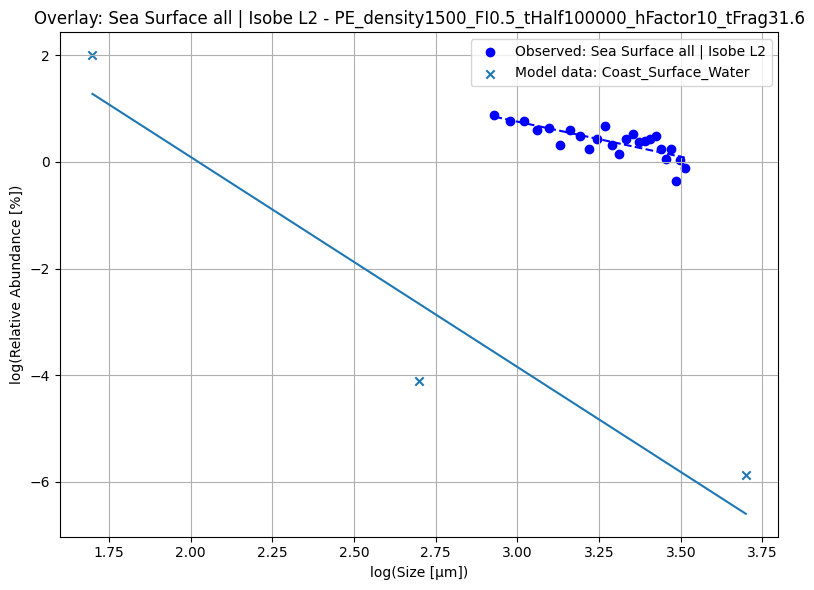 Overlay: Sea Surface all | Isobe L2 - PE_density1500_FI0.5_tHalf100000_hFactor10_tFrag31.6
Observed: Sea Surface all | Isobe L2
Model data: Coast_Surface_Water
log(Relative Abundance [%])
2
0
−2
−4
−6
1.75 2.00 2.25 2.50 2.75 3.00 3.25 3.50 3.75
log(Size [μm])